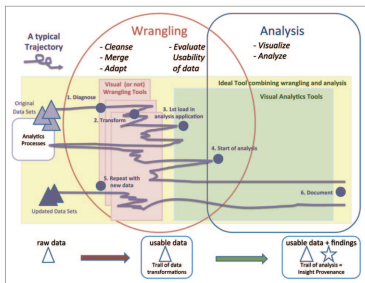 Wrangling
Analysis
A typical
Trajectory
- Cleanse
- Merge
- Adapt
- Evaluate
Usability
of data
- Visualize
- Analyze
Ideal Tool combining wrangling and analysis
Visual (or not)
Wrangling Tools
Visual Analytics Tools
Original
Data Sets
1. Diagnose
2. Transform
3. 1st load in
analysis application
Analytics
Processes
4. Start of analysis
5. Repeat with
new data
6. Document
Updated Data Sets
raw data
usable data
Trail of data
transformations
usable data + findings
Trail of analysis =
Insight Provenance